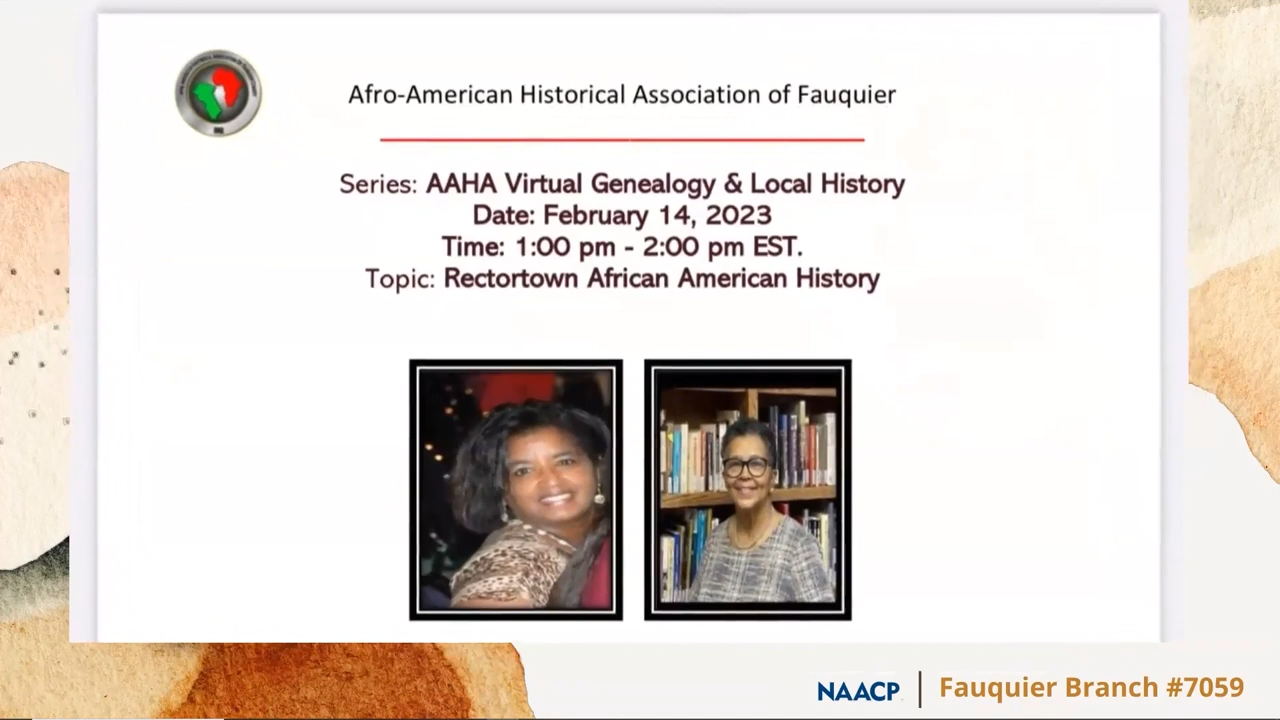 Afro-American Historical Association of Fauquier
Series: AAHA Virtual Genealogy & Local History
Date: February 14, 2023
Time: 1:00 pm - 2:00 pm EST.
Topic: Rectortown African American History
NAACP | Fauquier Branch #7059